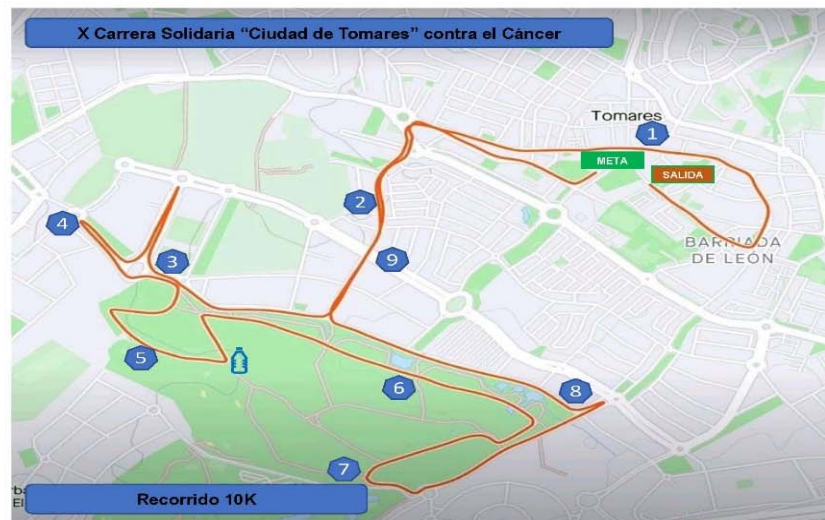 X Carrera Solidaria “Ciudad de Tomares” contra el Cáncer
Tomares
1
META
SALIDA
2
4
BARRIADA
DE LEÓN
3
9
5
6
8
7
Recorrido 10K